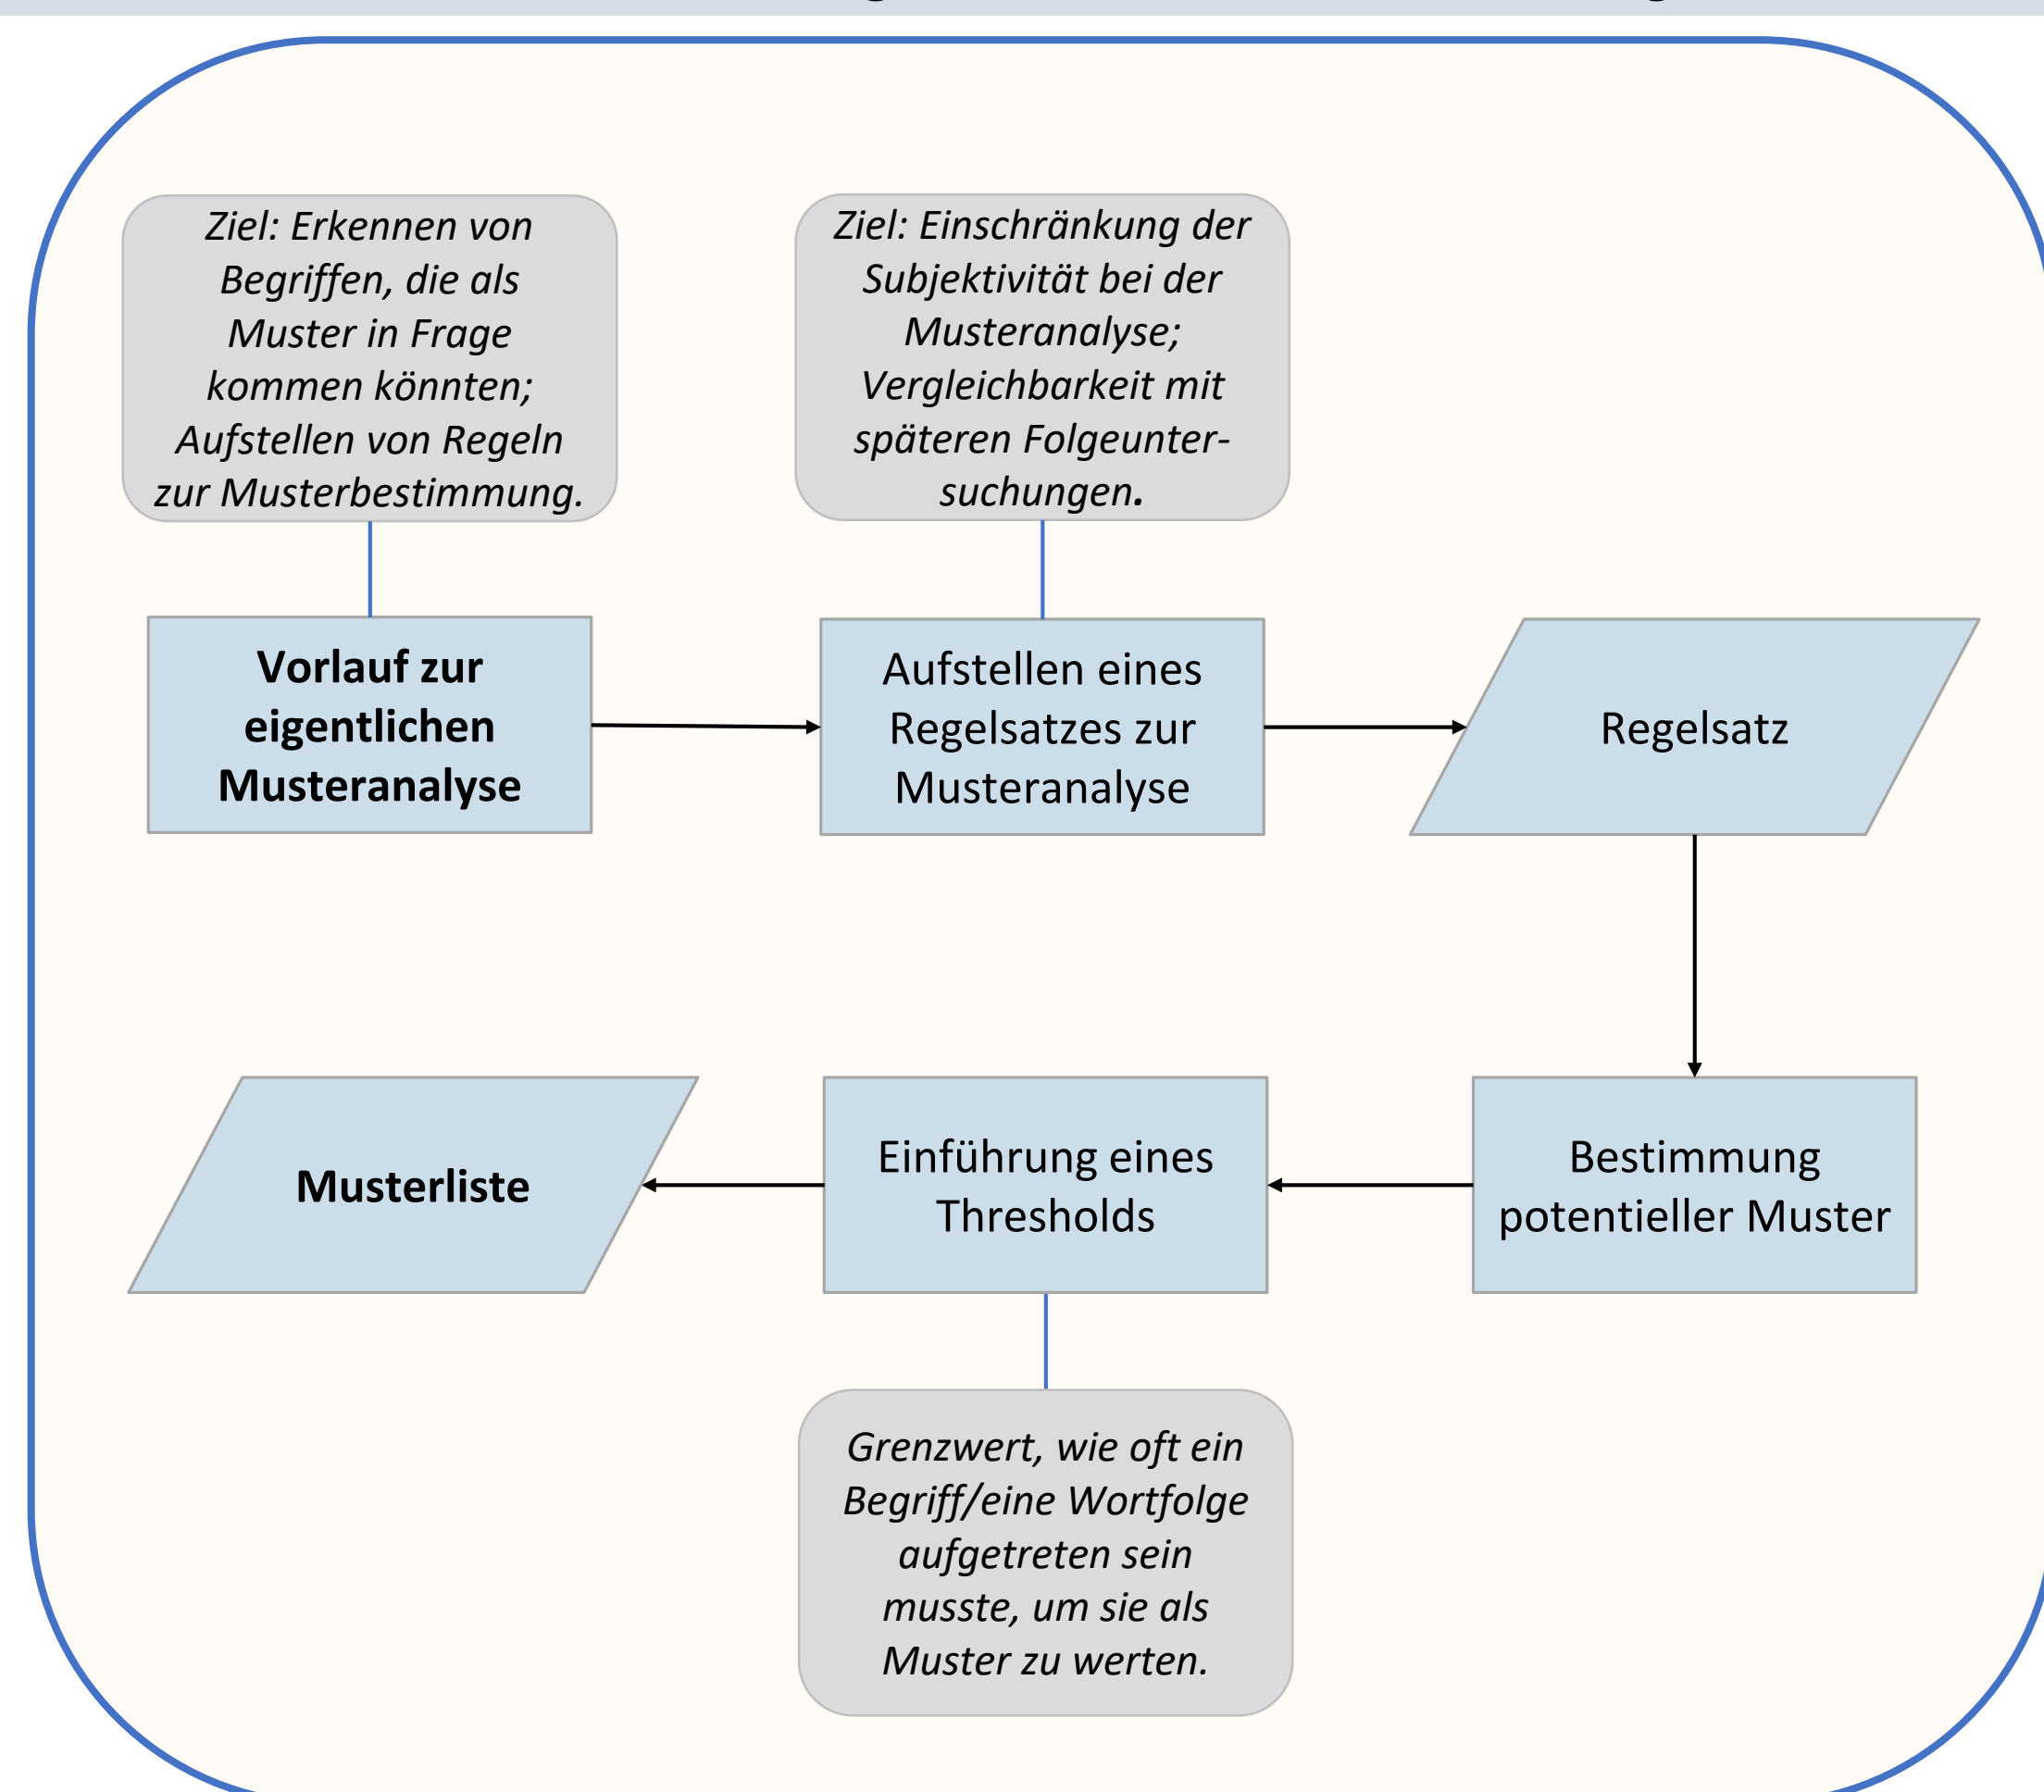 Ziel: Erkennen von
Begriffen, die als
Muster in Frage
kommen könnten;
Aufstellen von Regeln
zur Musterbestimmung.
Ziel: Einschränkung der
Subjektivität bei der
Musteranalyse;
Vergleichbarkeit mit
späteren Folgeunter-
suchungen.
Vorlauf zur
eigentlichen
Musteranalyse
Aufstellen eines
Regelsatzes zur
Musteranalyse
Regelsatz
Musterliste
Einführung eines
Thresholds
Bestimmung
potentieller Muster
Grenzwert, wie oft ein
Begriff/eine Wortfolge
aufgetreten sein
musste, um sie als
Muster zu werten.